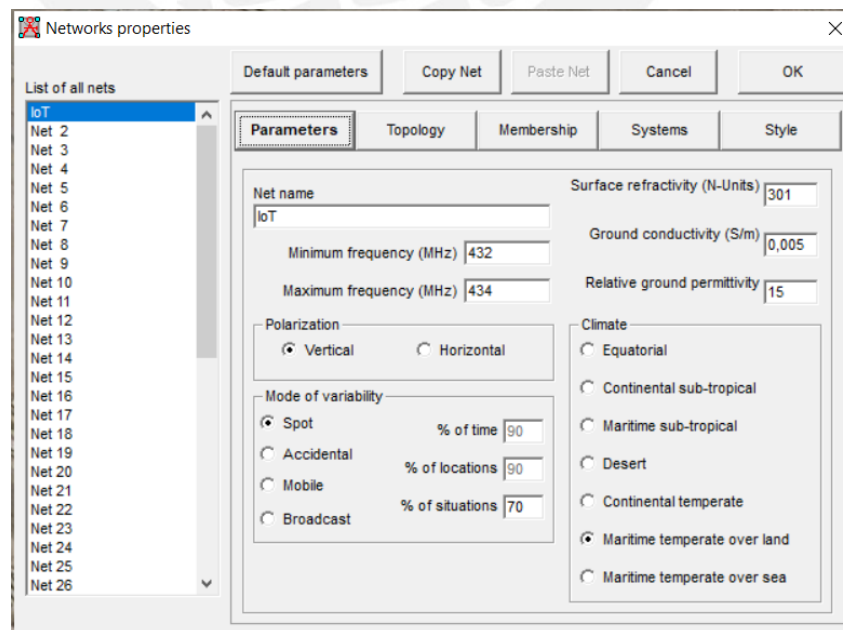 Networks properties
Default parameters Copy Net Paste Net Cancel OK
List of all nets
IoT
Net 2
Net 3
Net 4
Net 5
Net 6
Net 7
Net 8
Net 9
Net 10
Net 11
Net 12
Net 13
Net 14
Net 15
Net 16
Net 17
Net 18
Net 19
Net 20
Net 21
Net 22
Net 23
Net 24
Net 25
Net 26
Parameters Topology Membership Systems Style
Net name
IoT
Minimum frequency (MHz) 432
Maximum frequency (MHz) 434
Surface refractivity (N-Units) 301
Ground conductivity (S/m) 0,005
Relative ground permittivity 15
Polarization
Vertical Horizontal
Mode of variability
Spot
Accidental
Mobile
Broadcast
% of time 90
% of locations 90
% of situations 70
Climate
Equatorial
Continental sub-tropical
Maritime sub-tropical
Desert
Continental temperate
Maritime temperate over land
Maritime temperate over sea